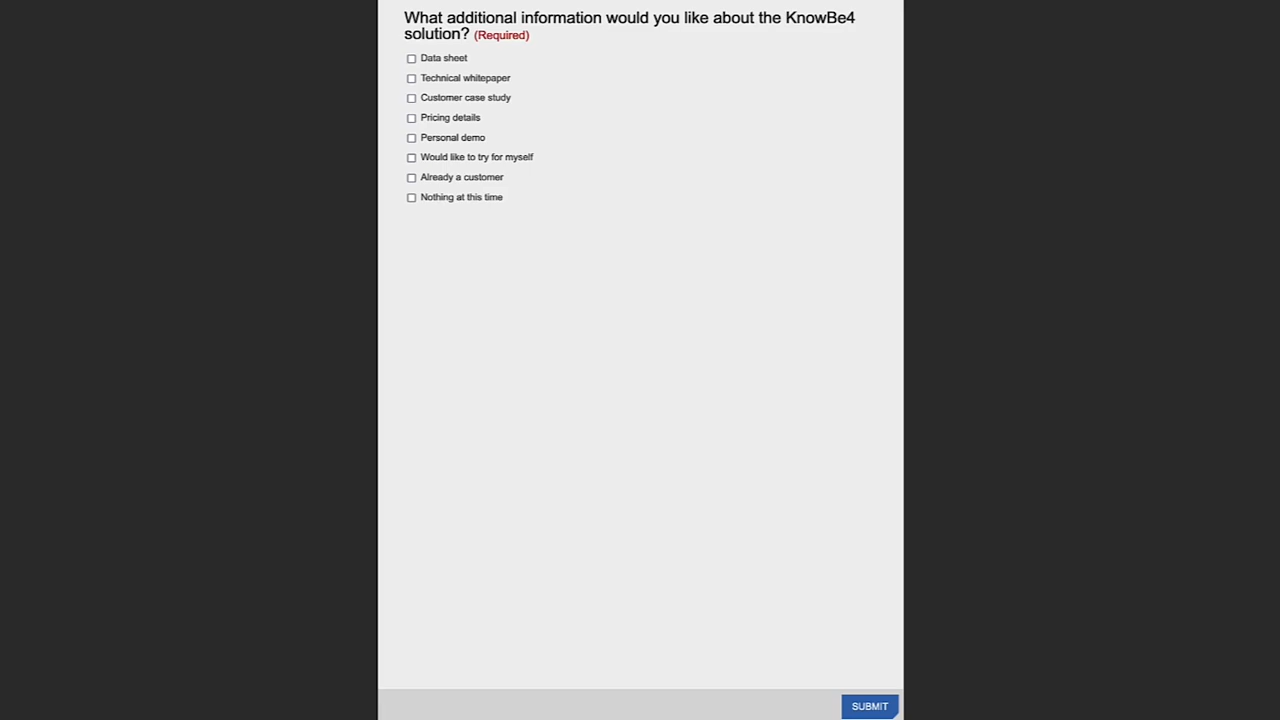 What additional information would you like about the KnowBe4
solution? (Required)
Data sheet
Technical whitepaper
Customer case study
Pricing details
Personal demo
Would like to try for myself
Already a customer
Nothing at this time
SUBMIT